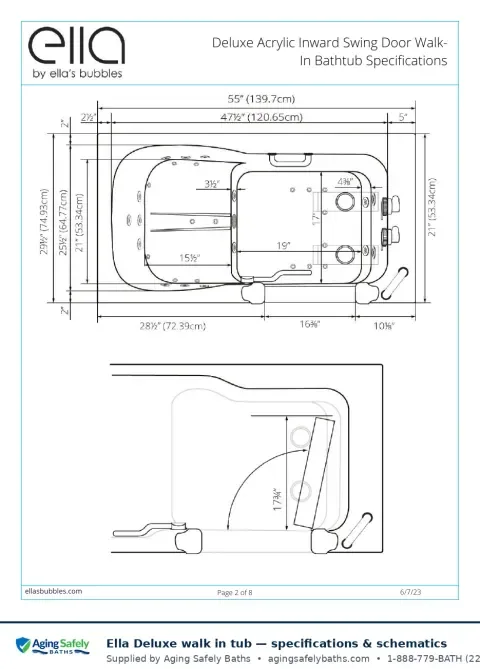 ella
by ella's bubbles
Deluxe Acrylic Inward Swing Door Walk-
In Bathtub Specifications
55" (139.7cm)
2½" 47½" (120.65cm) 5"
2"
3½" 4⅜"
17"
29½" (74.93cm)
25½" (64.77cm)
21" (53.34cm)
21" (53.34cm)
19"
15½"
2"
28½" (72.39cm) 16⅜" 10⅛"
17¾"
ellasbubbles.com Page 2 of 8 6/7/23
AgingSafely
BATHS
Ella Deluxe walk in tub — specifications & schematics
Supplied by Aging Safely Baths • agingsafelybaths.com • 1-888-779-BATH (22